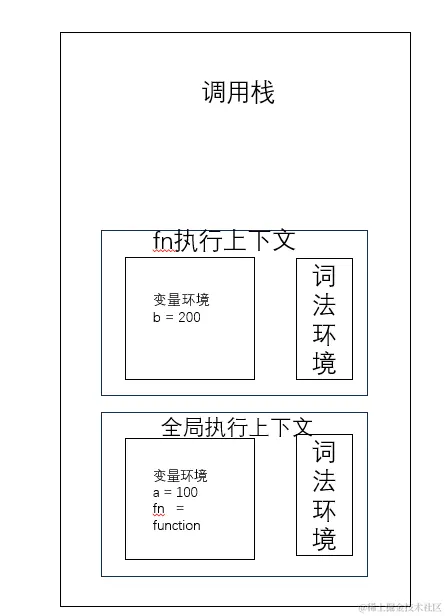 调用栈
fn执行上下文
变量环境
b = 200
词
法
环
境
全局执行上下文
变量环境
a = 100
fn =
function
词
法
环
境
@稀土掘金技术社区